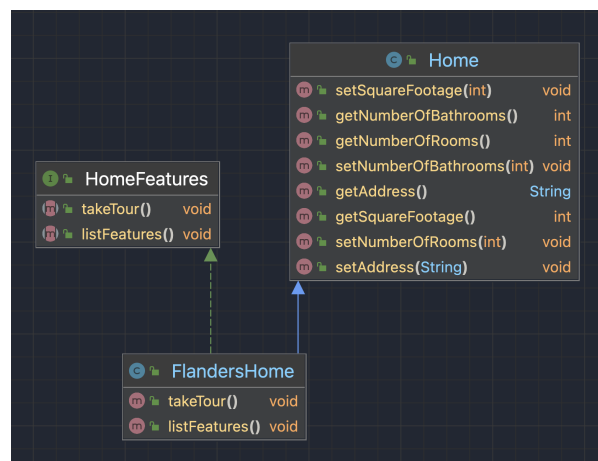 Home
setSquareFootage(int) void
getNumberOfBathrooms() int
getNumberOfRooms() int
setNumberOfBathrooms(int) void
getAddress() String
getSquareFootage() int
setNumberOfRooms(int) void
setAddress(String) void
HomeFeatures
takeTour() void
listFeatures() void
FlandersHome
takeTour() void
listFeatures() void